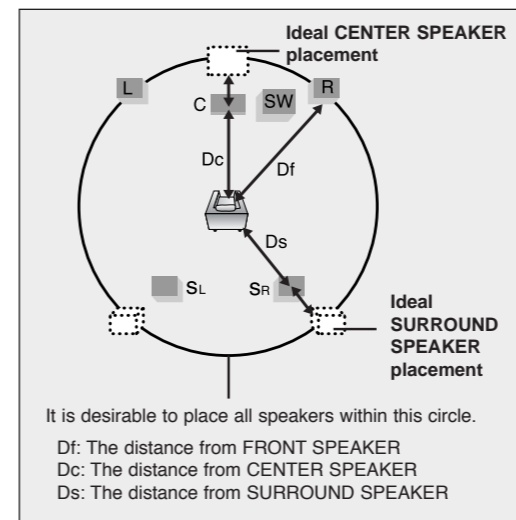 Ideal CENTER SPEAKER
placement
L
R
C
SW
Dc
Df
Ds
SL
SR
Ideal
SURROUND
SPEAKER
placement
It is desirable to place all speakers within this circle.
Df: The distance from FRONT SPEAKER
Dc: The distance from CENTER SPEAKER
Ds: The distance from SURROUND SPEAKER